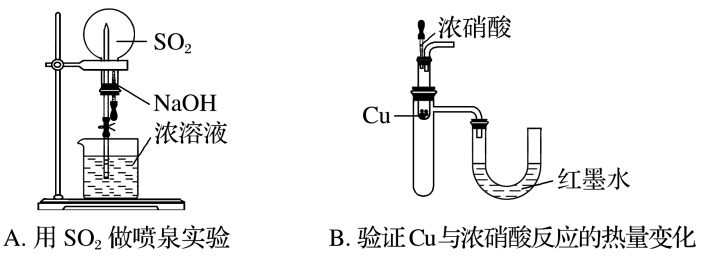 SO₂
NaOH
浓溶液
A. 用 SO₂ 做喷泉实验
浓硝酸
Cu
红墨水
B. 验证Cu与浓硝酸反应的热量变化